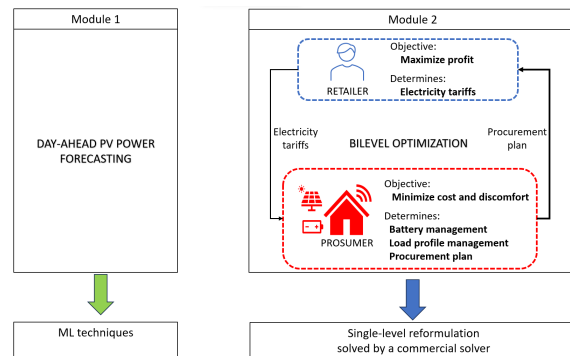 Module 1
DAY-AHEAD PV POWER
FORECASTING
ML techniques
Module 2
Objective:
Maximize profit
Determines:
Electricity tariffs
RETAILER
Electricity
tariffs
BILEVEL OPTIMIZATION
Procurement
plan
Objective:
Minimize cost and discomfort
Determines:
Battery management
Load profile management
Procurement plan
PROSUMER
Single-level reformulation
solved by a commercial solver